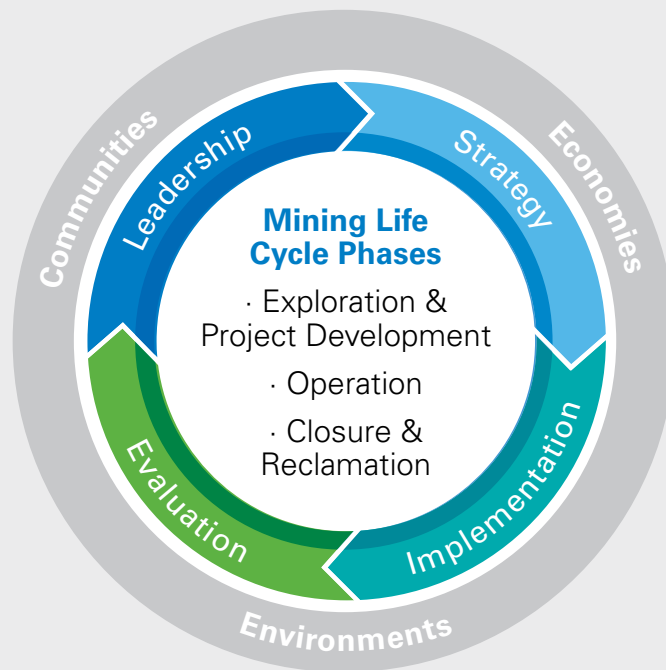 Communities
Economies
Environments
Leadership
Strategy
Implementation
Evaluation
Mining Life
Cycle Phases
· Exploration &
Project Development
· Operation
· Closure &
Reclamation